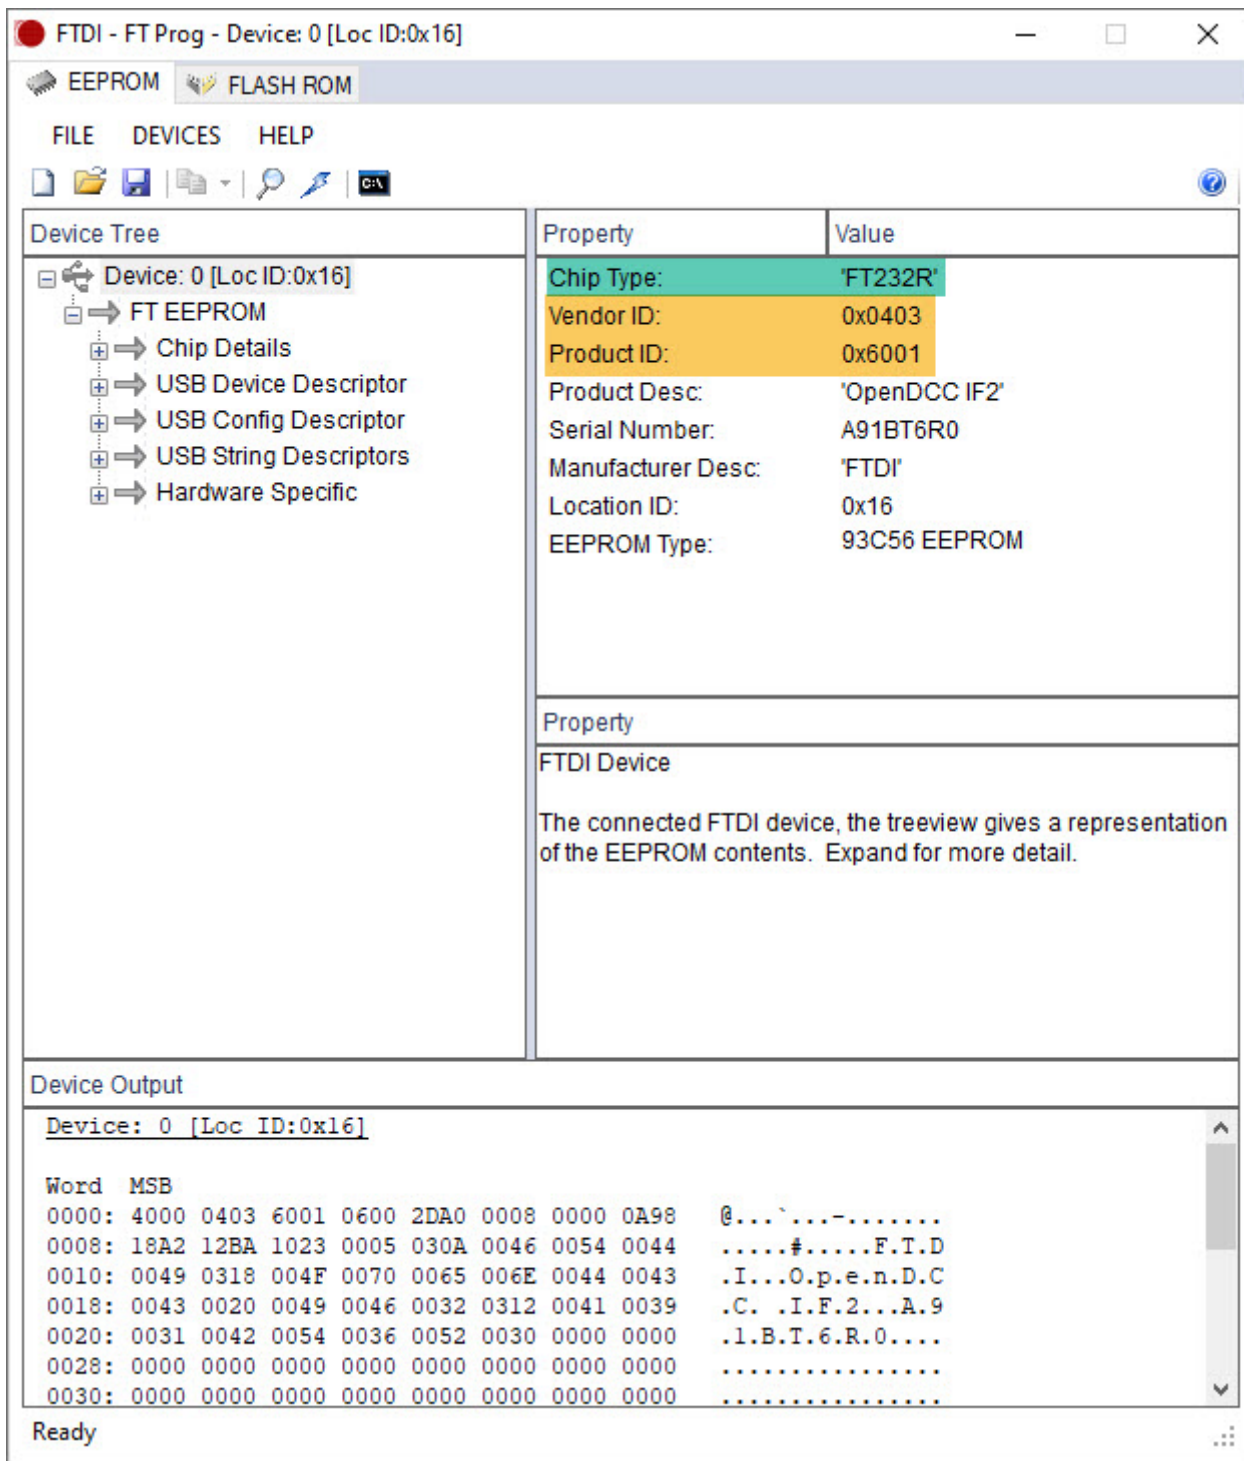 FTDI - FT Prog - Device: 0 [Loc ID:0x16]
EEPROM FLASH ROM
FILE DEVICES HELP
C:\
Device Tree
Device: 0 [Loc ID:0x16]
FT EEPROM
Chip Details
USB Device Descriptor
USB Config Descriptor
USB String Descriptors
Hardware Specific
Property Value
Chip Type: 'FT232R'
Vendor ID: 0x0403
Product ID: 0x6001
Product Desc: 'OpenDCC IF2'
Serial Number: A91BT6R0
Manufacturer Desc: 'FTDI'
Location ID: 0x16
EEPROM Type: 93C56 EEPROM
Property
FTDI Device
The connected FTDI device, the treeview gives a representation
of the EEPROM contents. Expand for more detail.
Device Output
Device: 0 [Loc ID:0x16]
Word MSB
0000: 4000 0403 6001 0600 2DA0 0008 0000 0A98 @...`...-.......
0008: 18A2 12BA 1023 0005 030A 0046 0054 0044 .....#.....F.T.D
0010: 0049 0318 004F 0070 0065 006E 0044 0043 .I...O.p.e.n.D.C
0018: 0043 0020 0049 0046 0032 0312 0041 0039 .C. .I.F.2...A.9
0020: 0031 0042 0054 0036 0052 0030 0000 0000 .1.B.T.6.R.0....
0028: 0000 0000 0000 0000 0000 0000 0000 0000 ................
0030: 0000 0000 0000 0000 0000 0000 0000 0000 ................
Ready